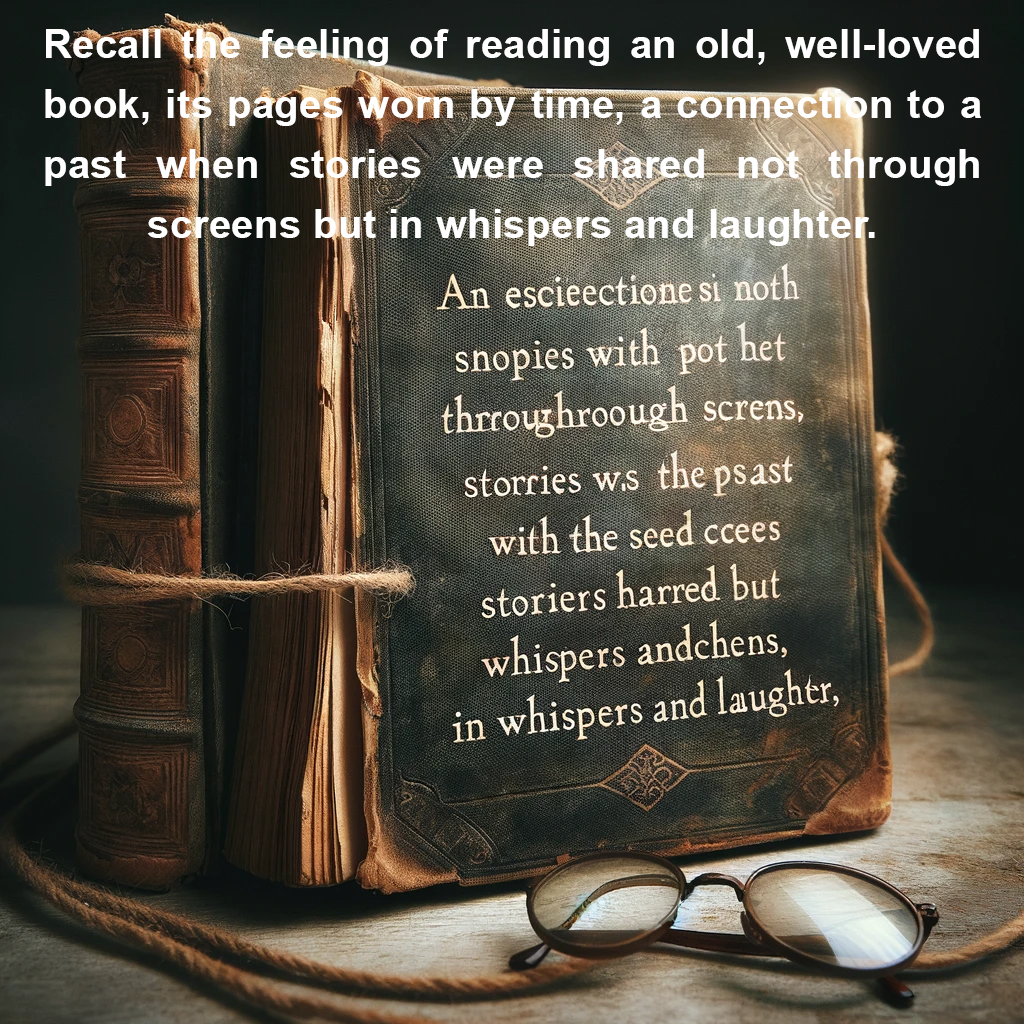 Recall the feeling of reading an old, well-loved
book, its pages worn by time, a connection to a
past when stories were shared not through
screens but in whispers and laughter.
An escieectione si noth
snopies with pot het
thrroughroough screns,
storries w.s the psast
with the seed ccees
storiers harred but
whispers andchens,
in whispers and laughtr,